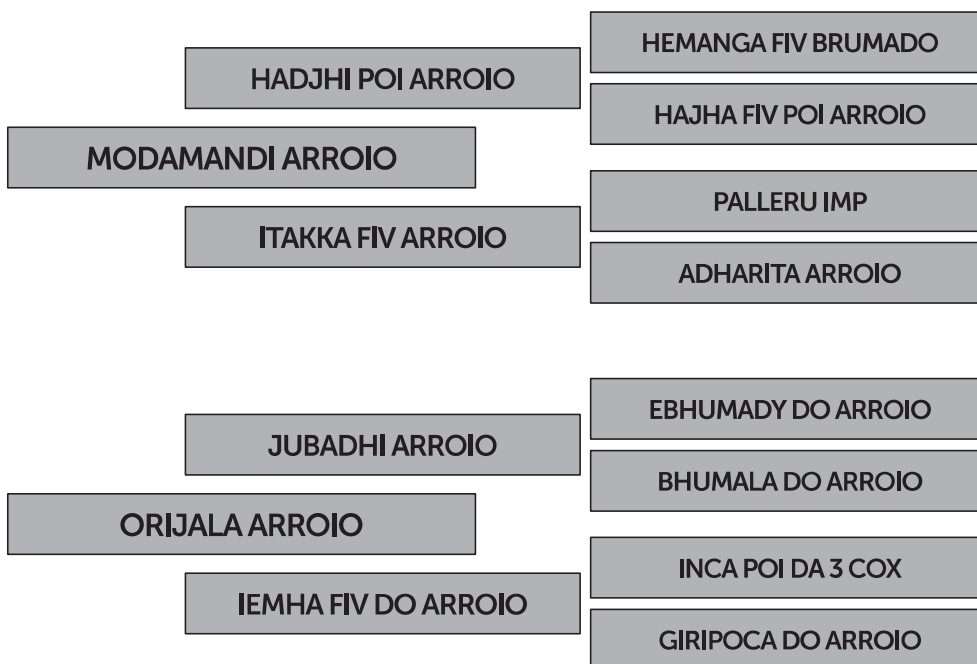 HEMANGA FIV BRUMADO
HADJHI POI ARROIO
HAJHA FIV POI ARROIO
MODAMANDI ARROIO
PALLERU IMP
ITAKKA FIV ARROIO
ADHARITA ARROIO
EBHUMADY DO ARROIO
JUBADHI ARROIO
BHUMALA DO ARROIO
ORIJALA ARROIO
INCA POI DA 3 COX
IEMHA FIV DO ARROIO
GIRIPOCA DO ARROIO